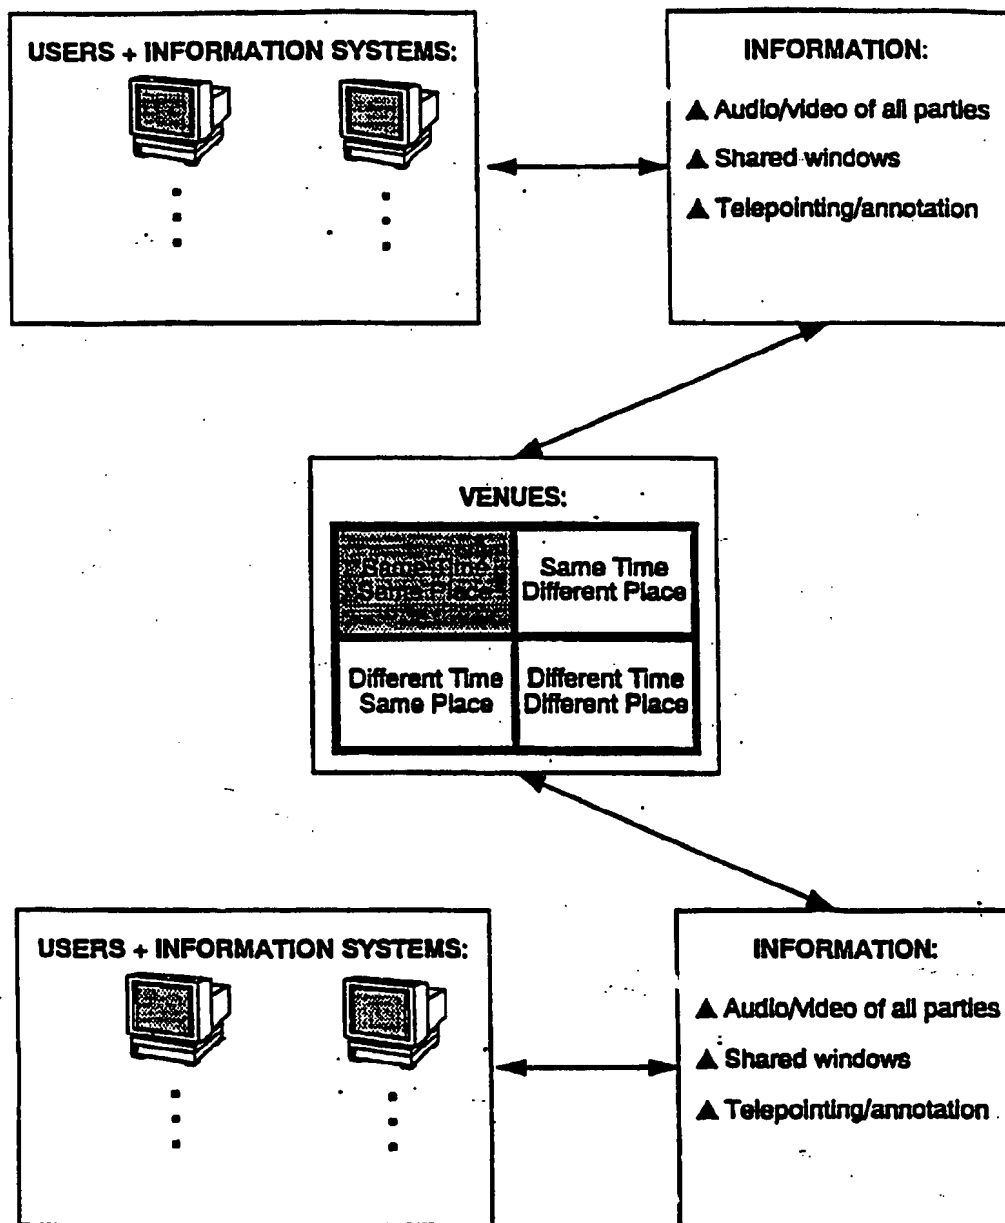 USERS + INFORMATION SYSTEMS:
INFORMATION:
▲ Audio/video of all parties
▲ Shared windows
▲ Telepointing/annotation
VENUES:
Same Time
Same Place
Same Time
Different Place
Different Time
Same Place
Different Time
Different Place
USERS + INFORMATION SYSTEMS:
INFORMATION:
▲ Audio/video of all parties
▲ Shared windows
▲ Telepointing/annotation